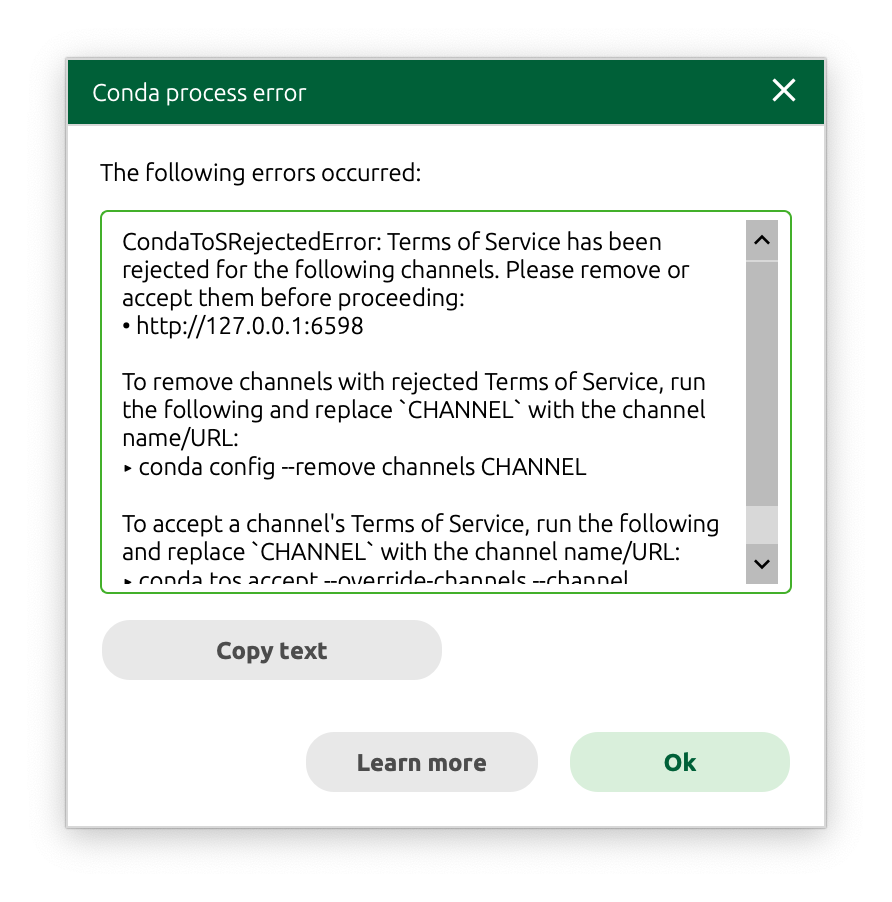 Conda process error
The following errors occurred:
CondaToSRejectedError: Terms of Service has been
rejected for the following channels. Please remove or
accept them before proceeding:
• http://127.0.0.1:6598
To remove channels with rejected Terms of Service, run
the following and replace `CHANNEL` with the channel
name/URL:
‣ conda config --remove channels CHANNEL
To accept a channel's Terms of Service, run the following
and replace `CHANNEL` with the channel name/URL:
‣ conda tos accept --override-channels --channel
Copy text
Learn more
Ok